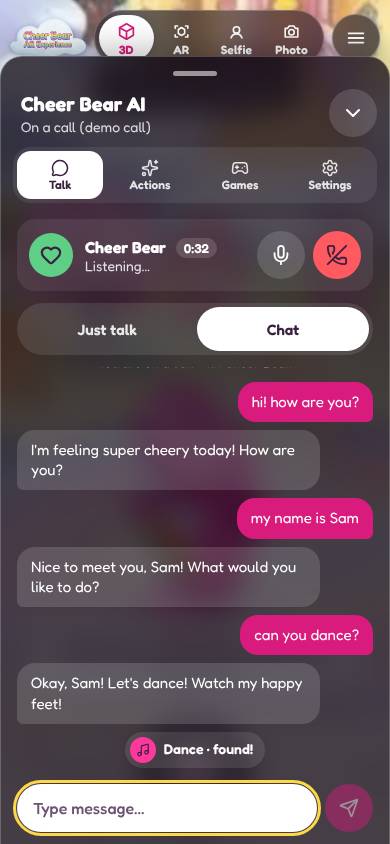 Cheer Bear
AR Experience
3D
AR
Selfie
Photo
Cheer Bear AI
On a call (demo call)
Talk
Actions
Games
Settings
Cheer Bear
0:32
Listening...
Just talk
Chat
hi! how are you?
I'm feeling super cheery today! How are
you?
my name is Sam
Nice to meet you, Sam! What would you
like to do?
can you dance?
Okay, Sam! Let's dance! Watch my happy
feet!
Dance · found!
Type message...